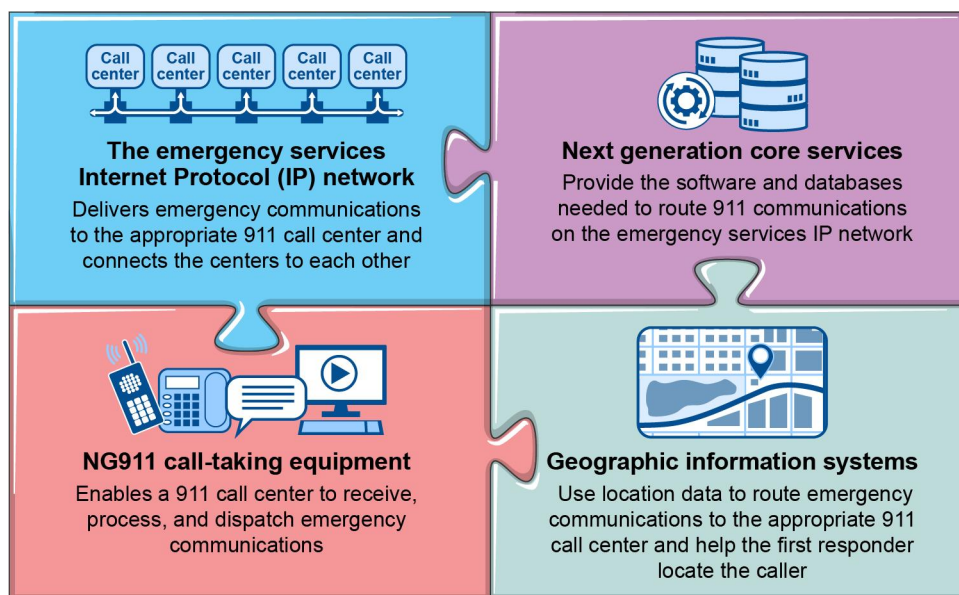 Call center
Call center
Call center
Call center
Call center
The emergency services
Internet Protocol (IP) network
Delivers emergency communications
to the appropriate 911 call center and
connects the centers to each other
Next generation core services
Provide the software and databases
needed to route 911 communications
on the emergency services IP network
NG911 call-taking equipment
Enables a 911 call center to receive,
process, and dispatch emergency
communications
Geographic information systems
Use location data to route emergency
communications to the appropriate 911
call center and help the first responder
locate the caller